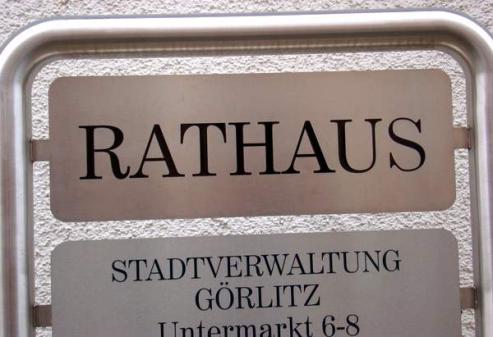 RATHAUS
STADTVERWALTUNG
GÖRLITZ
Untermarkt 6-8